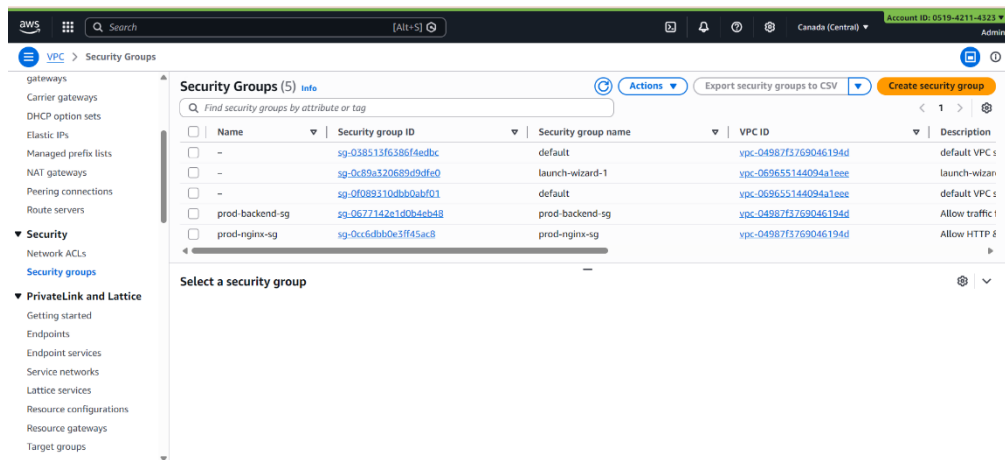 aws
Search
[Alt+S]
Canada (Central)
Account ID: 0519-4211-4323
Admin
VPC > Security Groups
gateways
Carrier gateways
DHCP option sets
Elastic IPs
Managed prefix lists
NAT gateways
Peering connections
Route servers
Security
Network ACLs
Security groups
PrivateLink and Lattice
Getting started
Endpoints
Endpoint services
Service networks
Lattice services
Resource configurations
Resource gateways
Target groups
Security Groups (5) Info
Actions
Export security groups to CSV
Create security group
Find security groups by attribute or tag
1
Name Security group ID Security group name VPC ID Description
– sg-038513f6386f4edbc default vpc-04987f3769046194d default VPC s
– sg-0c89a320689d9dfe0 launch-wizard-1 vpc-069655144094a1eee launch-wizar
– sg-0f089310dbb0abf01 default vpc-069655144094a1eee default VPC s
prod-backend-sg sg-0677142e1d0b4eb48 prod-backend-sg vpc-04987f3769046194d Allow traffic f
prod-nginx-sg sg-0cc6dbb0e3ff45ac8 prod-nginx-sg vpc-04987f3769046194d Allow HTTP &
Select a security group